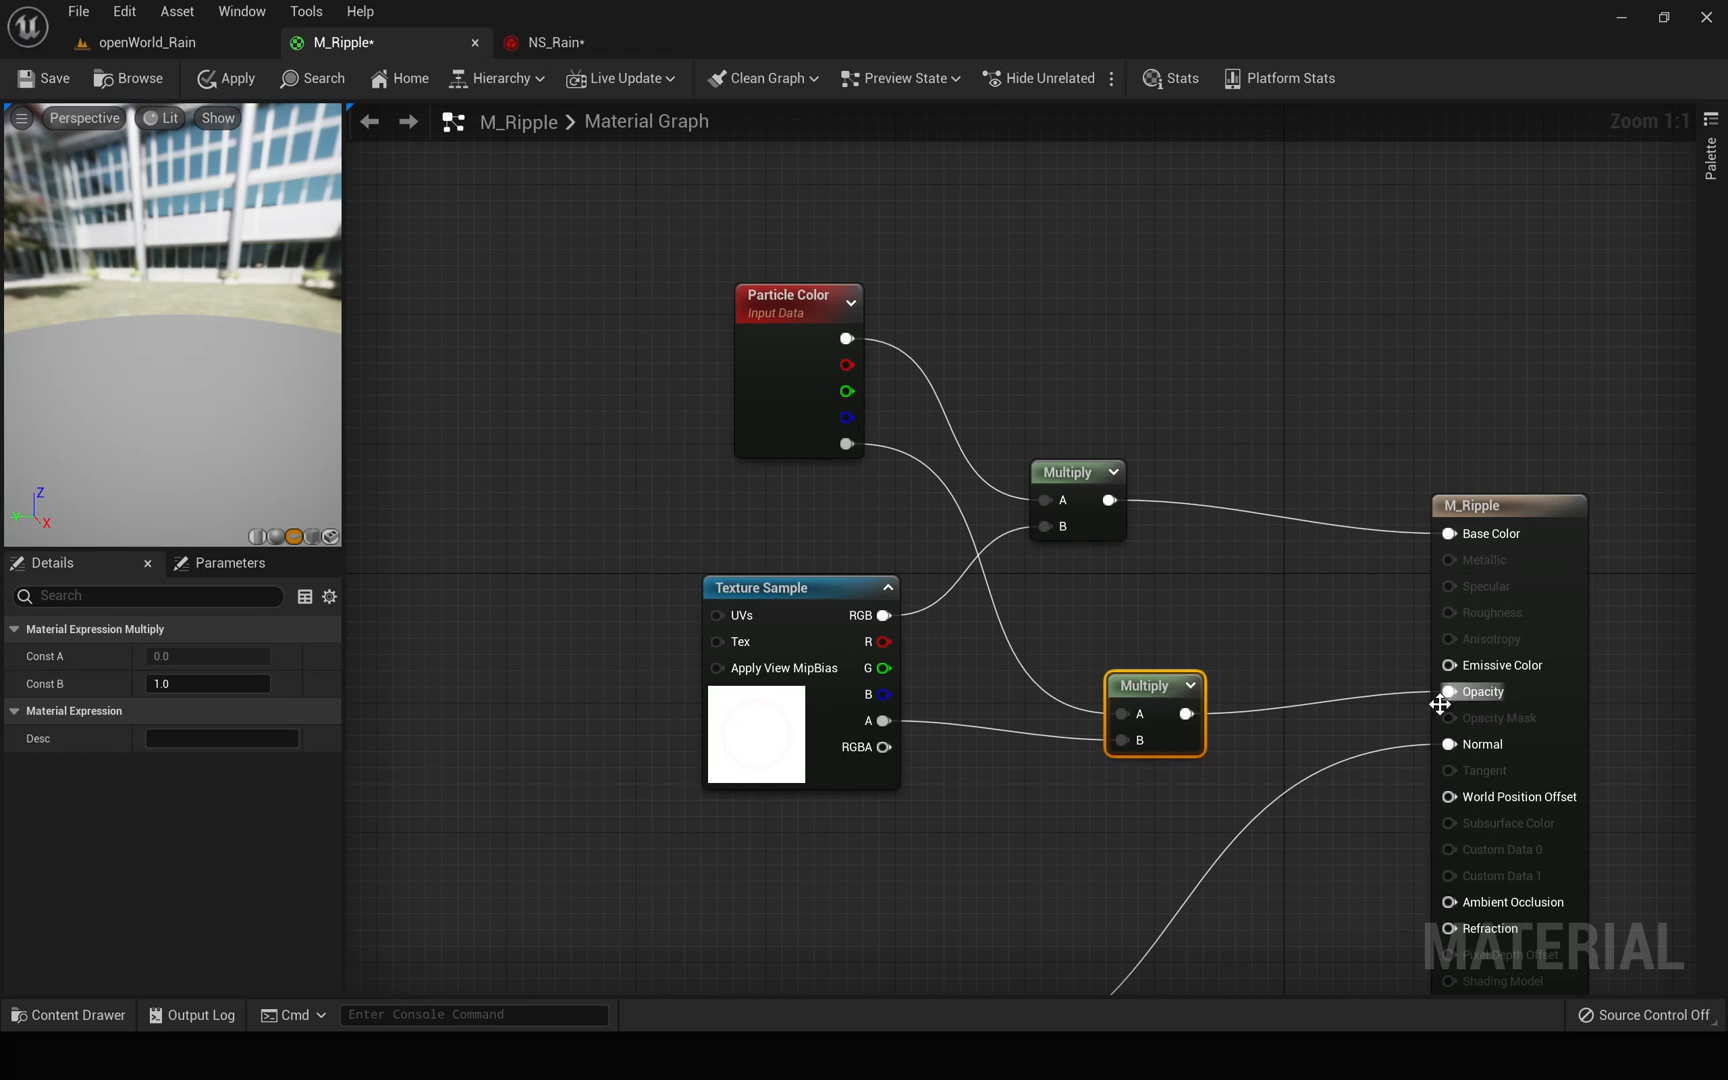 File Edit Asset Window Tools Help
openWorld_Rain M_Ripple* NS_Rain*
Save Browse Apply Search Home Hierarchy Live Update Clean Graph Preview State Hide Unrelated Stats Platform Stats
Perspective Lit Show
M_Ripple > Material Graph
Zoom 1:1
Palette
Z
Y
X
Particle Color
Input Data
Multiply
A
B
Texture Sample
UVs RGB
Tex R
Apply View MipBias G
B
A
RGBA
Multiply
A
B
M_Ripple
Base Color
Metallic
Specular
Roughness
Anisotropy
Emissive Color
Opacity
Opacity Mask
Normal
Tangent
World Position Offset
Subsurface Color
Custom Data 0
Custom Data 1
Ambient Occlusion
Refraction
Pixel Depth Offset
Shading Model
MATERIAL
Details Parameters
Search
Material Expression Multiply
Const A 0.0
Const B 1.0
Material Expression
Desc
Content Drawer Output Log Cmd Enter Console Command Source Control Off